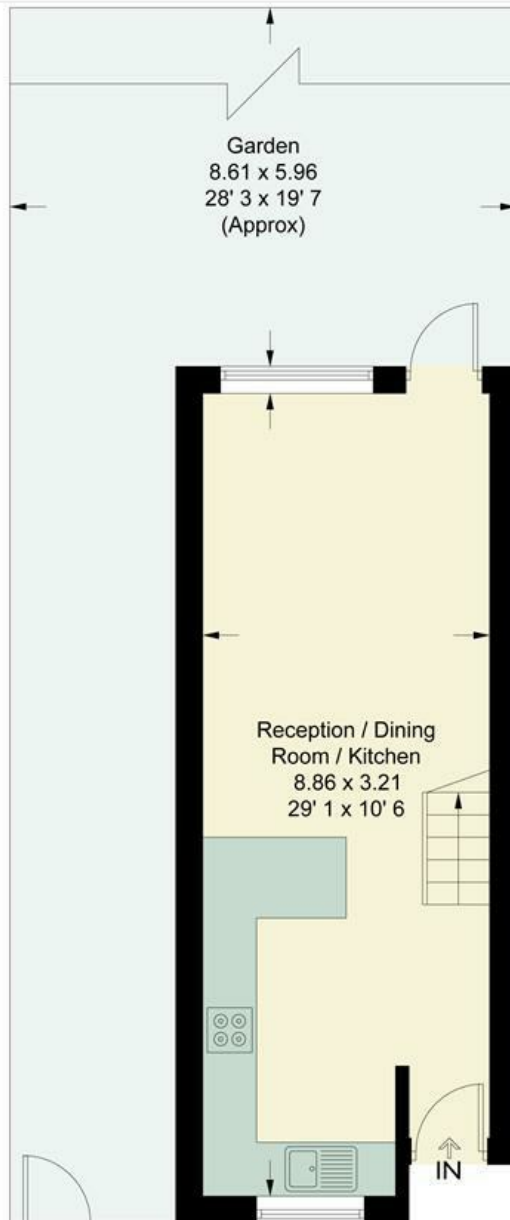 Garden
8.61 x 5.96
28' 3 x 19' 7
(Approx)
Reception / Dining
Room / Kitchen
8.86 x 3.21
29' 1 x 10' 6
IN